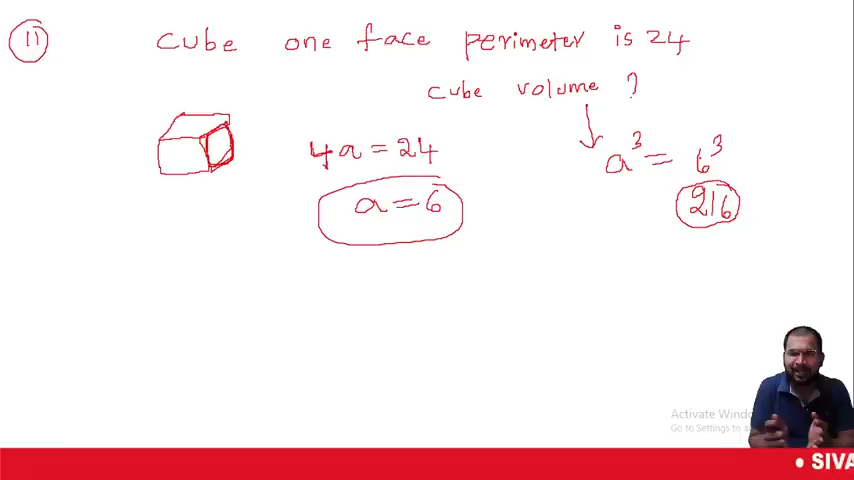 11 cube one face perimeter is 24
cube volume ?
4a = 24
a³ = 6³
a = 6
216
Activate Windo
Go to Settings to a
• SIVA